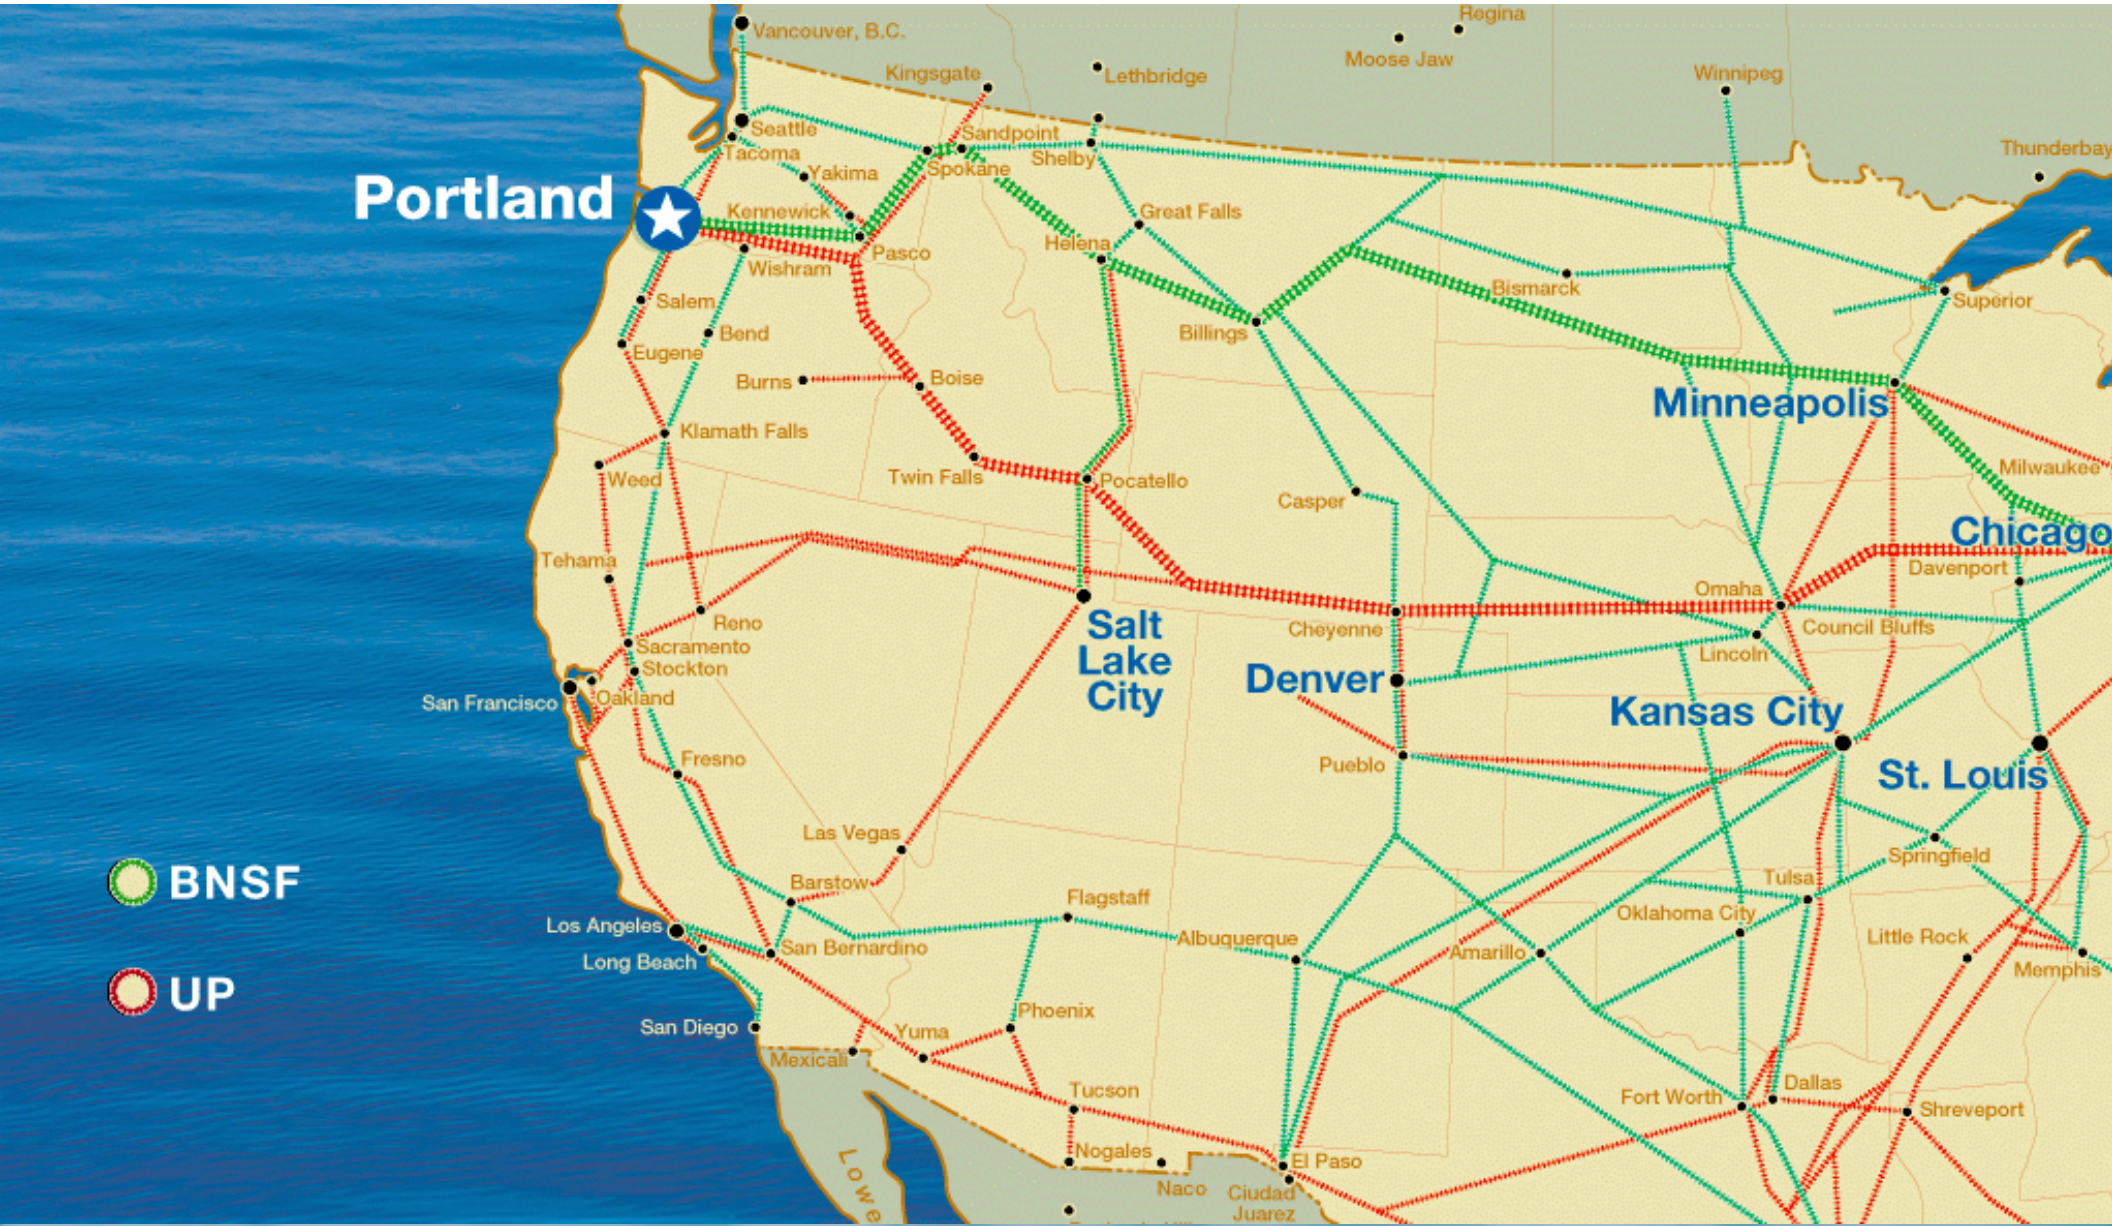 Regina
Vancouver, B.C.
Moose Jaw
Kingsgate
Lethbridge
Winnipeg
Seattle
Sandpoint
Tacoma
Shelby
Thunderbay
Yakima
Spokane
Portland
Kennewick
Great Falls
Helena
Pasco
Wishram
Bismarck
Salem
Superior
Bend
Billings
Eugene
Burns
Boise
Minneapolis
Klamath Falls
Weed
Twin Falls
Pocatello
Milwaukee
Casper
Chicago
Tehama
Davenport
Omaha
Reno
Salt
Lake
City
Cheyenne
Council Bluffs
Sacramento
Lincoln
Stockton
Denver
San Francisco
Oakland
Kansas City
Fresno
Pueblo
St. Louis
Las Vegas
Springfield
BNSF
Barstow
Tulsa
Flagstaff
Oklahoma City
Los Angeles
Albuquerque
Little Rock
San Bernardino
Amarillo
Long Beach
Memphis
UP
Phoenix
San Diego
Yuma
Mexicali
Tucson
Dallas
Fort Worth
Shreveport
Nogales
El Paso
Naco
Ciudad
Juarez
Lowe